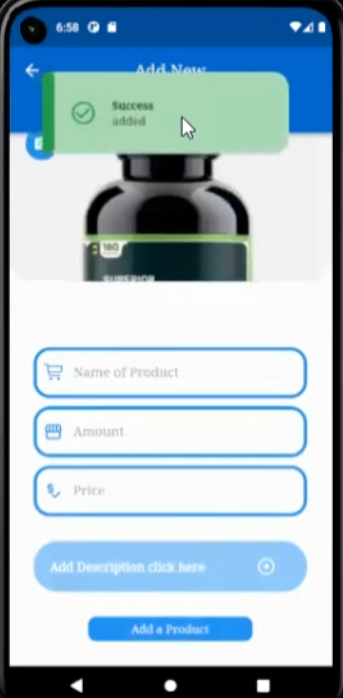 6:58
Add New
Success
added
180
SUPERIOR
Name of Product
Amount
Price
Add Description click here
Add a Product